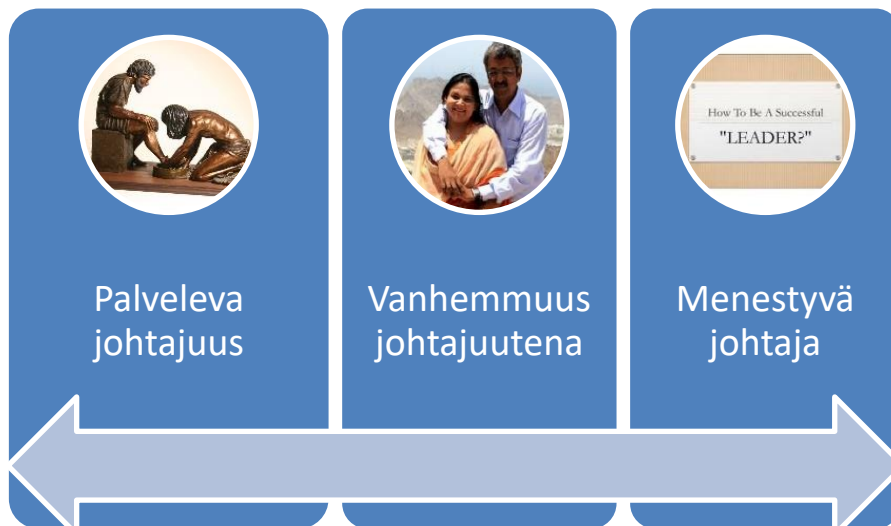 How To Be A Successful
"LEADER?"
Palveleva
johtajuus
Vanhemmuus
johtajuutena
Menestyvä
johtaja